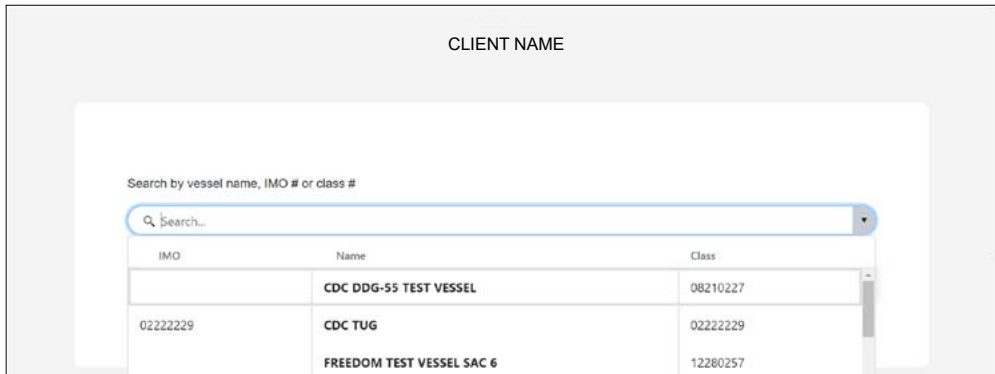 CLIENT NAME
Search by vessel name, IMO # or class #
Search...
IMO Name Class
CDC DDG-55 TEST VESSEL 08210227
02222229 CDC TUG 02222229
FREEDOM TEST VESSEL SAC 6 12280257